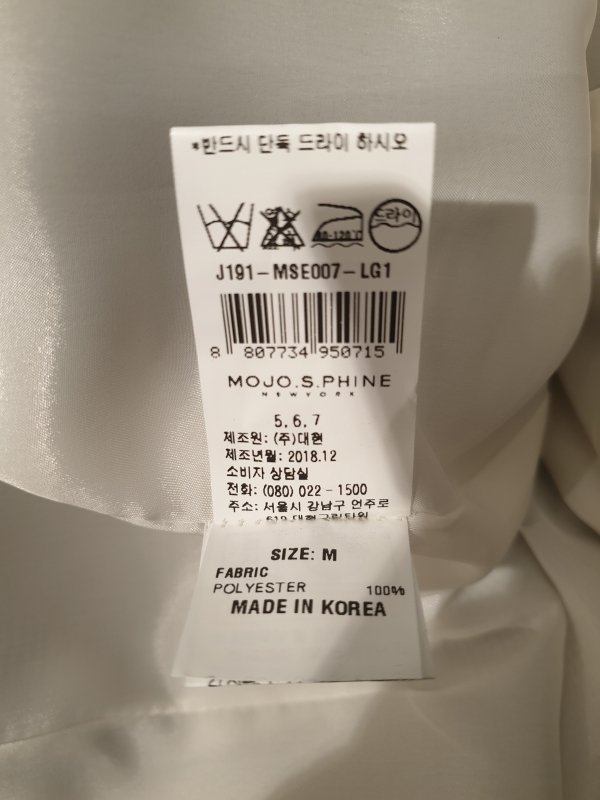 *반드시 단독 드라이 하시오
80-120℃ 드라이
J191-MSE007-LG1
8 807734 950715
MOJO.S.PHINE
NEWYORK
5, 6, 7
제조원: (주)대현
제조년월: 2018.12
소비자 상담실
전화: (080) 022 - 1500
주소: 서울시 강남구 언주로
SIZE: M
FABRIC
POLYESTER 100%
MADE IN KOREA